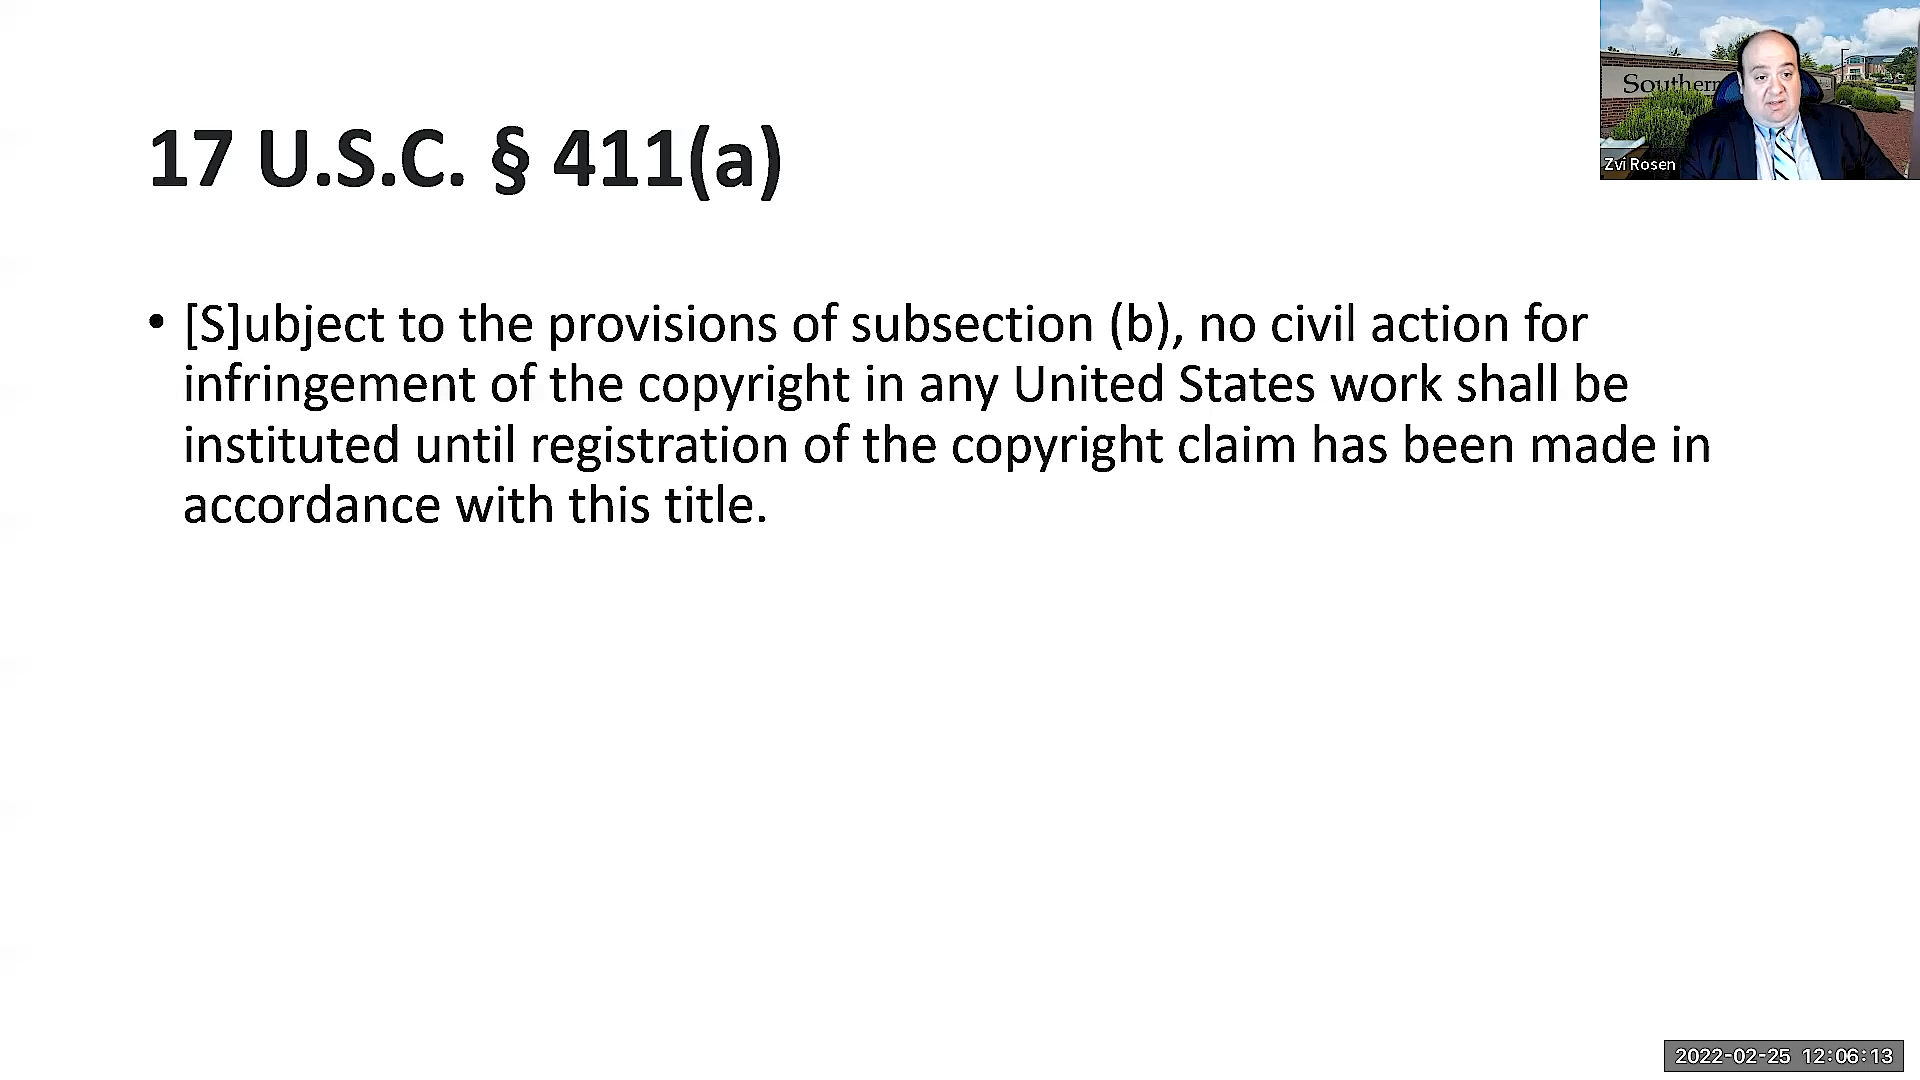 17 U.S.C. § 411(a)
• [S]ubject to the provisions of subsection (b), no civil action for
infringement of the copyright in any United States work shall be
instituted until registration of the copyright claim has been made in
accordance with this title.
Southern
Zvi Rosen
2022-02-25 12:06:13